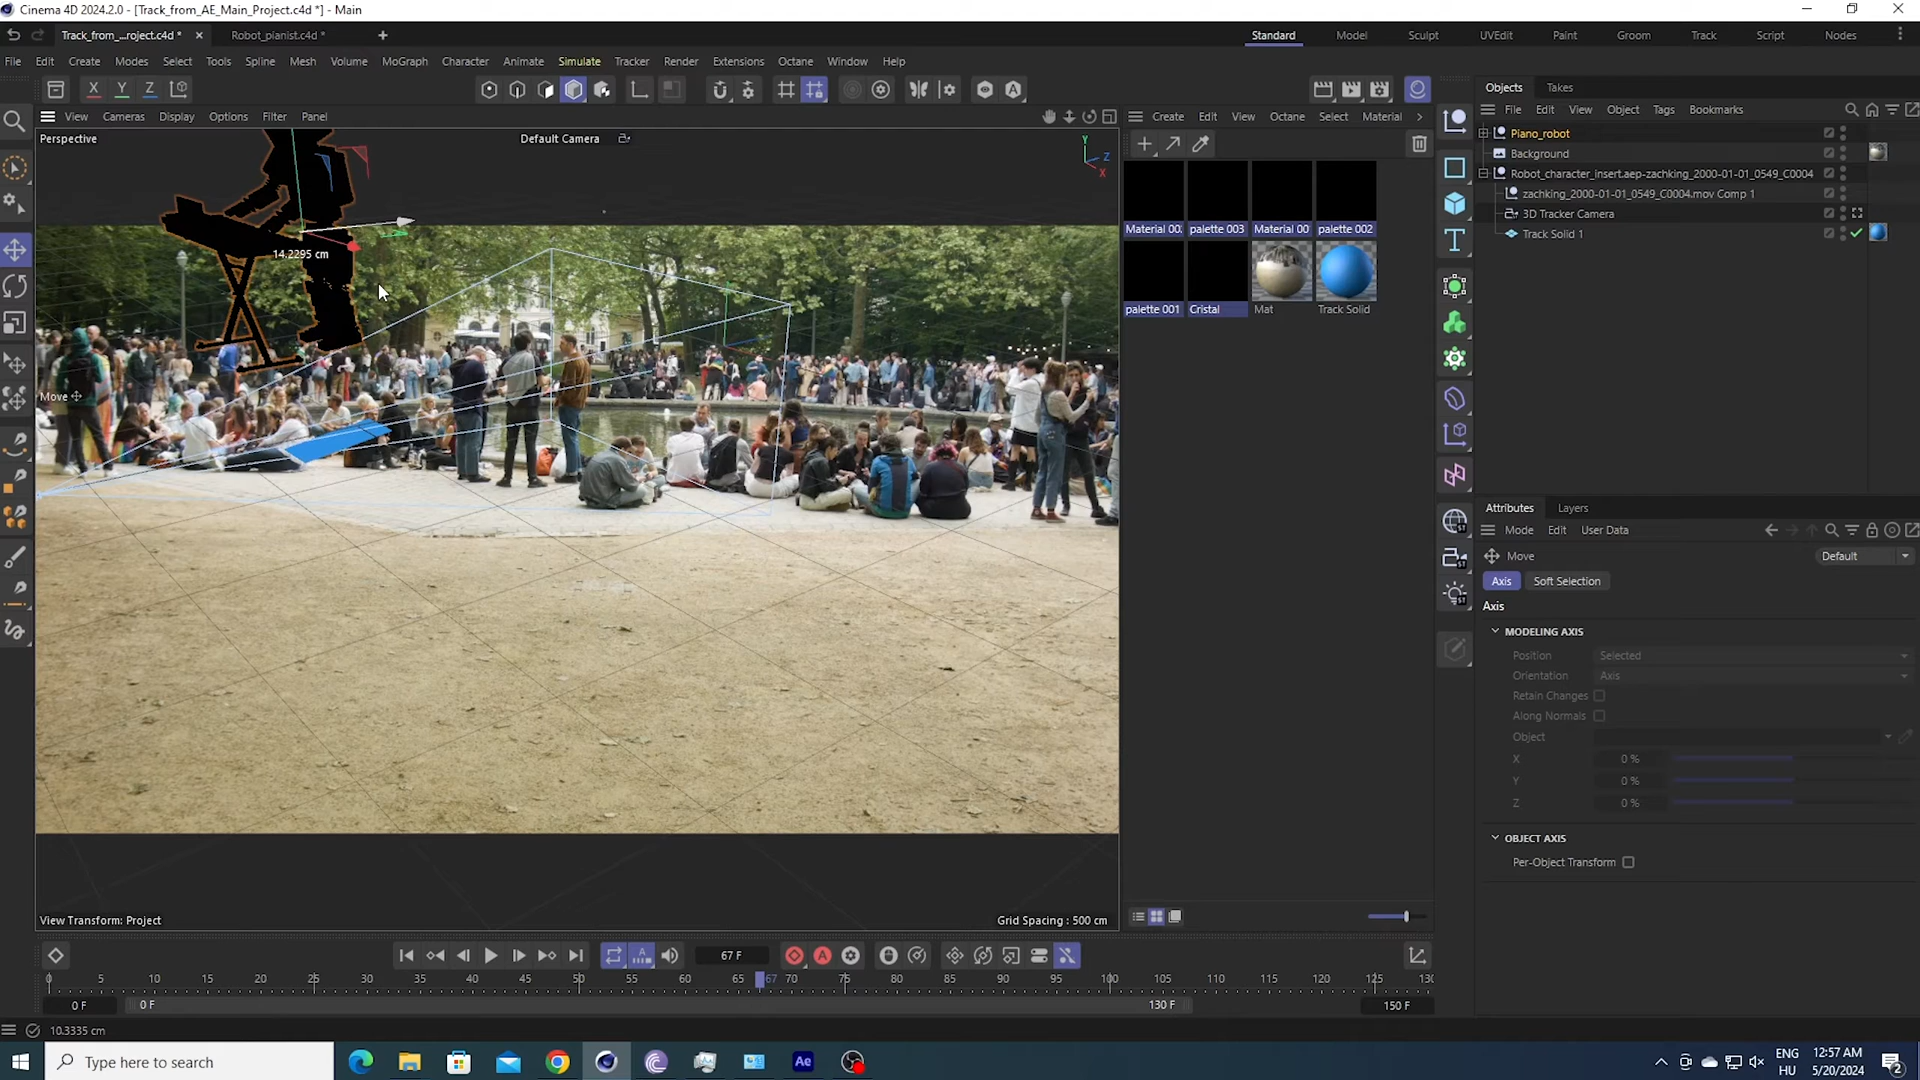 Cinema 4D 2024.2.0 - [Track_from_AE_Main_Project.c4d *] - Main
Track_from_...roject.c4d * Robot_pianist.c4d *
Standard Model Sculpt UVEdit Paint Groom Track Script Nodes
File Edit Create Modes Select Tools Spline Mesh Volume MoGraph Character Animate Simulate Tracker Render Extensions Octane Window Help
X Y Z
Objects Takes
File Edit View Object Tags Bookmarks
View Cameras Display Options Filter Panel
Create Edit View Octane Select Material
Perspective
Default Camera
Y
Z
X
Piano_robot
Background
Robot_character_insert.aep-zachking_2000-01-01_0549_C0004
zachking_2000-01-01_0549_C0004.mov Comp 1
3D Tracker Camera
Track Solid 1
Material 00 palette 003 Material 00 palette 002
palette 001 Cristal Mat Track Solid
14.2295 cm
Move
View Transform: Project
Grid Spacing : 500 cm
Attributes Layers
Mode Edit User Data
Move
Default
Axis Soft Selection
Axis
MODELING AXIS
Position Selected
Orientation Axis
Retain Changes
Along Normals
Object
X 0 %
Y 0 %
Z 0 %
OBJECT AXIS
Per-Object Transform
67 F
0 5 10 15 20 25 30 35 40 45 50 55 60 65 67 70 75 80 85 90 95 100 105 110 115 120 125 130
0 F 0 F 130 F 150 F
10.3335 cm
Type here to search
Ae
ENG
HU
12:57 AM
5/20/2024
2